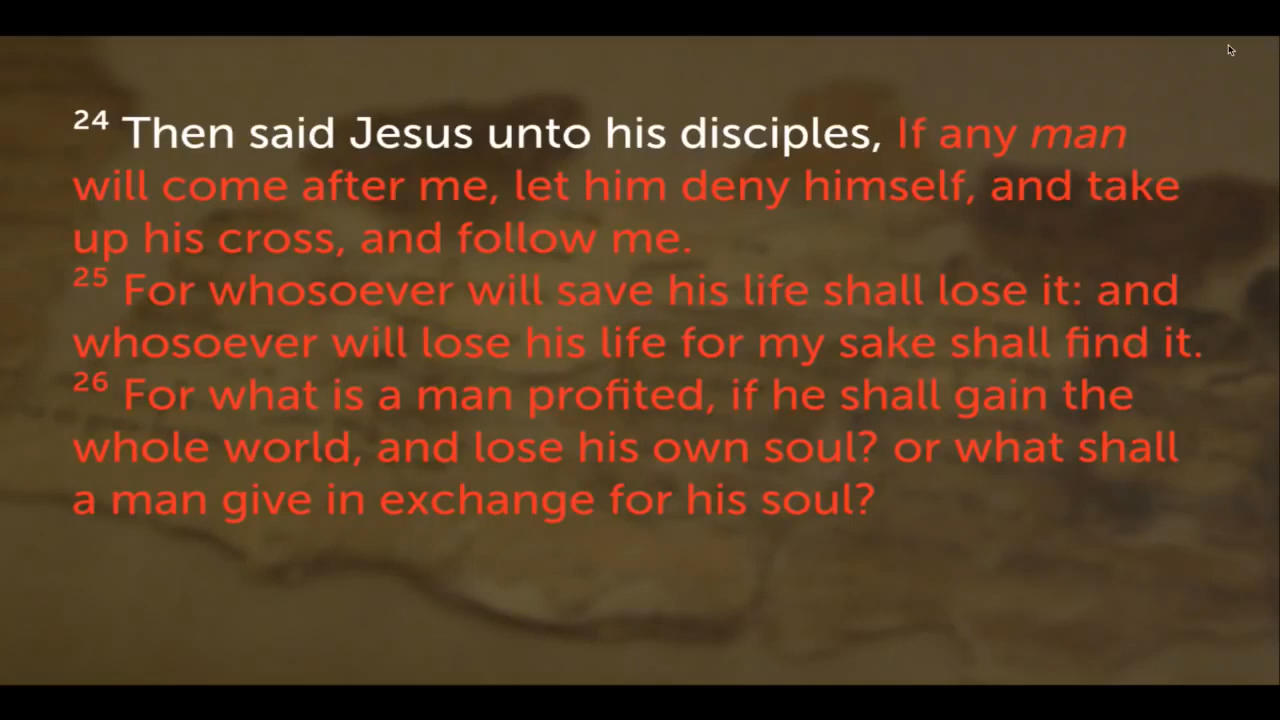 24 Then said Jesus unto his disciples, If any man
will come after me, let him deny himself, and take
up his cross, and follow me.
25 For whosoever will save his life shall lose it: and
whosoever will lose his life for my sake shall find it.
26 For what is a man profited, if he shall gain the
whole world, and lose his own soul? or what shall
a man give in exchange for his soul?